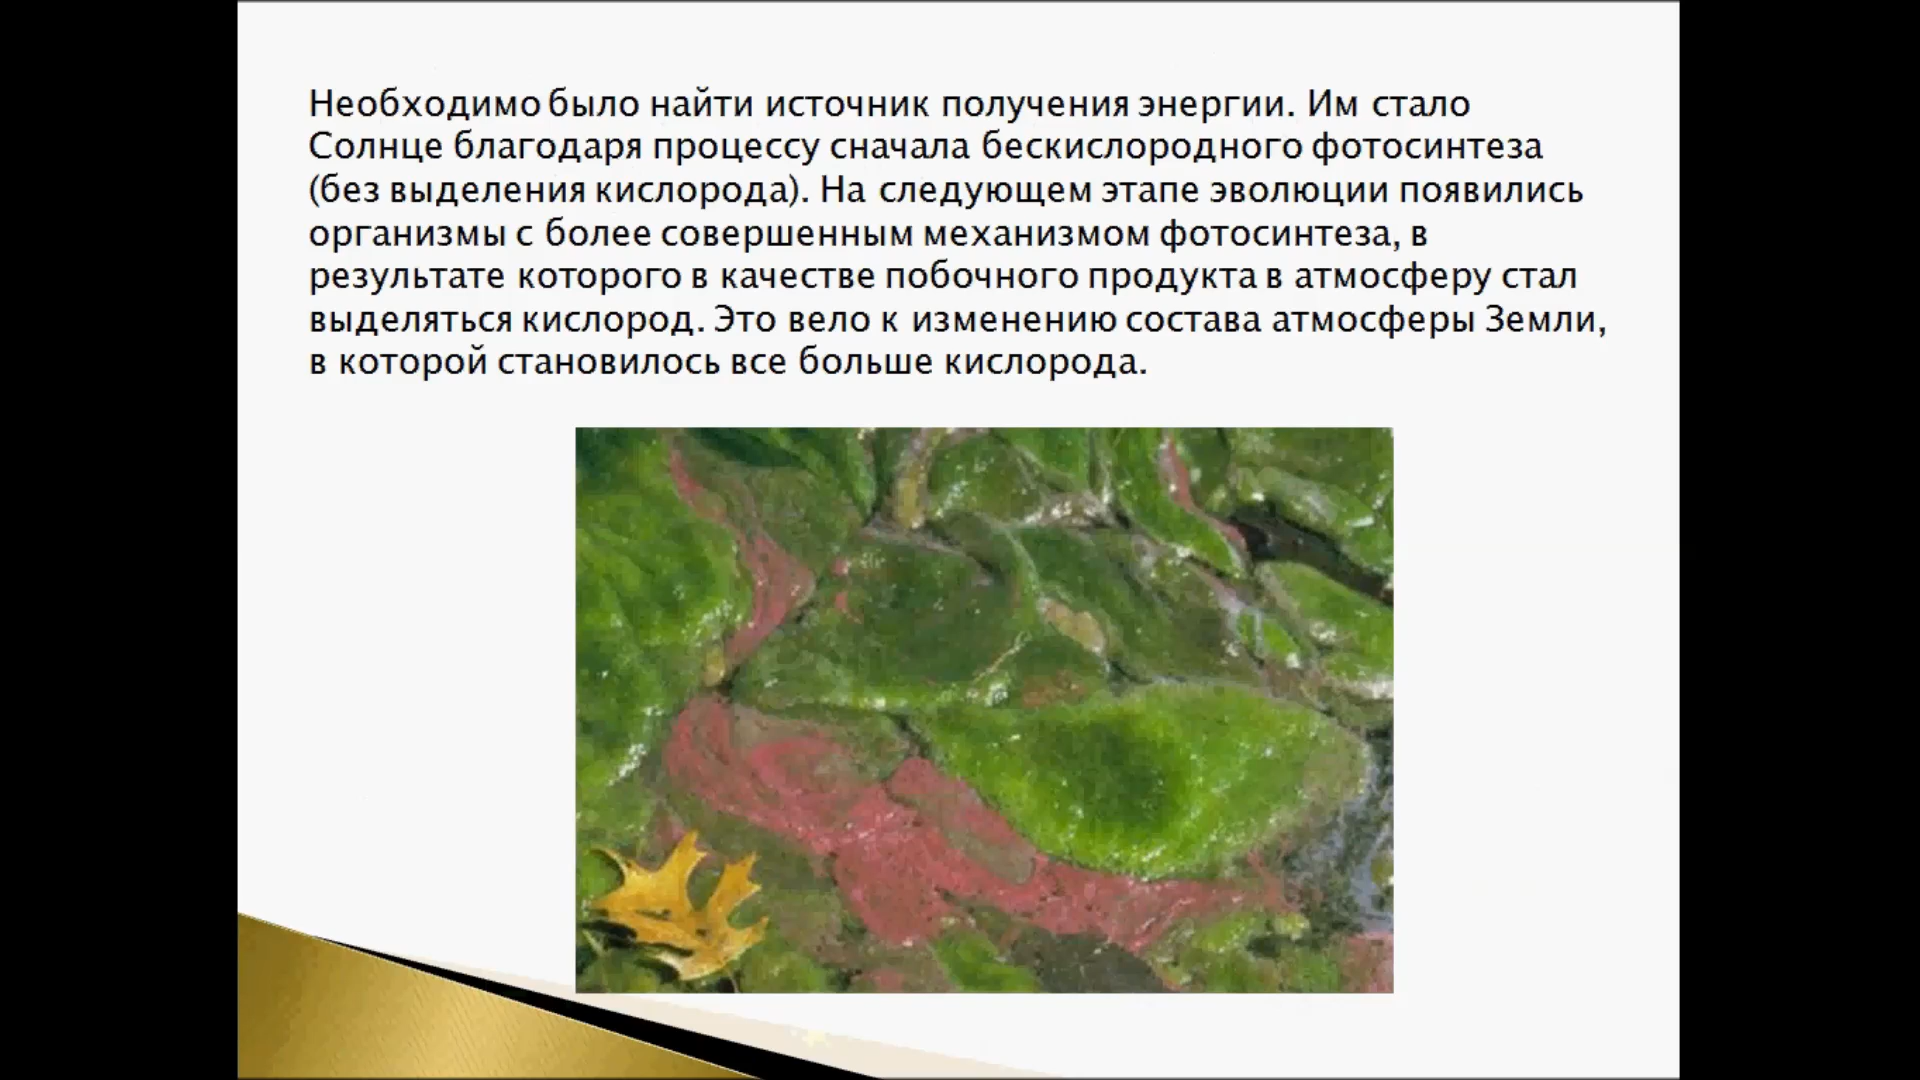 Необходимо было найти источник получения энергии. Им стало
Солнце благодаря процессу сначала бескислородного фотосинтеза
(без выделения кислорода). На следующем этапе эволюции появились
организмы с более совершенным механизмом фотосинтеза, в
результате которого в качестве побочного продукта в атмосферу стал
выделяться кислород. Это вело к изменению состава атмосферы Земли,
в которой становилось все больше кислорода.